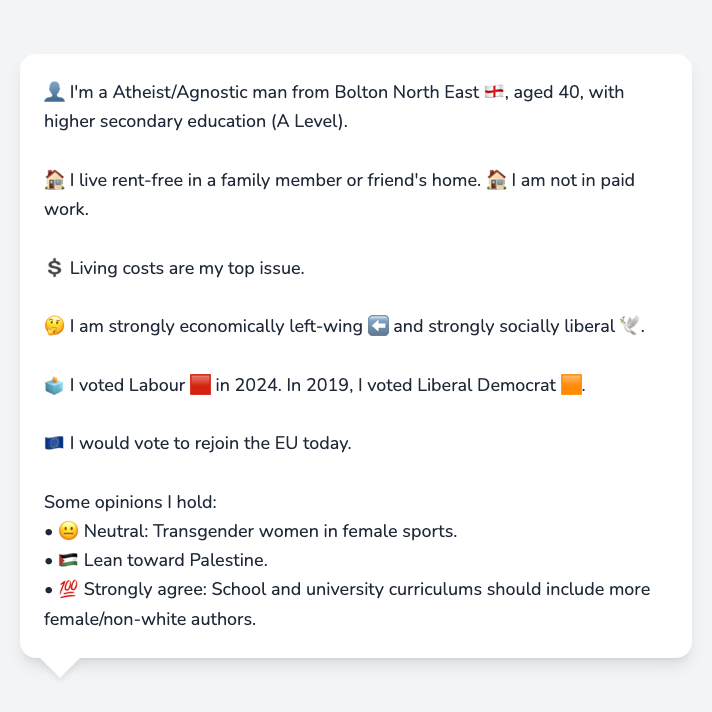 👤 I'm a Atheist/Agnostic man from Bolton North East 🏴󠁧󠁢󠁥󠁮󠁧󠁿, aged 40, with
higher secondary education (A Level).
🏠 I live rent-free in a family member or friend's home. 🏠 I am not in paid
work.
💲 Living costs are my top issue.
🤔 I am strongly economically left-wing ⬅️ and strongly socially liberal 🕊️.
🗳️ I voted Labour 🟥 in 2024. In 2019, I voted Liberal Democrat 🟧.
🇪🇺 I would vote to rejoin the EU today.
Some opinions I hold:
• 😐 Neutral: Transgender women in female sports.
• 🇵🇸 Lean toward Palestine.
• 💯 Strongly agree: School and university curriculums should include more
female/non-white authors.